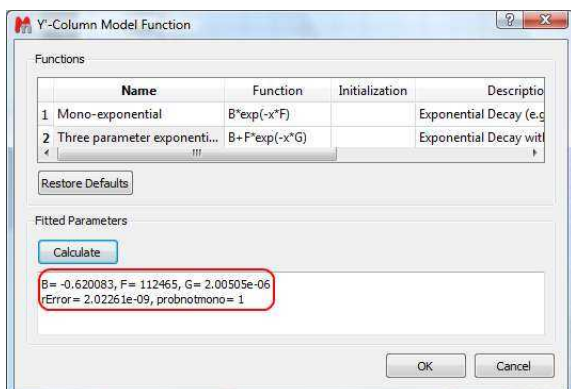 Y'-Column Model Function
Functions
Name Function Initialization Descriptio
1 Mono-exponential B*exp(-x*F) Exponential Decay (e.g
2 Three parameter exponenti... B+F*exp(-x*G) Exponential Decay witl
Restore Defaults
Fitted Parameters
Calculate
B= -0.620083, F= 112465, G= 2.00505e-06
rError= 2.02261e-09, probnotmono= 1
OK Cancel